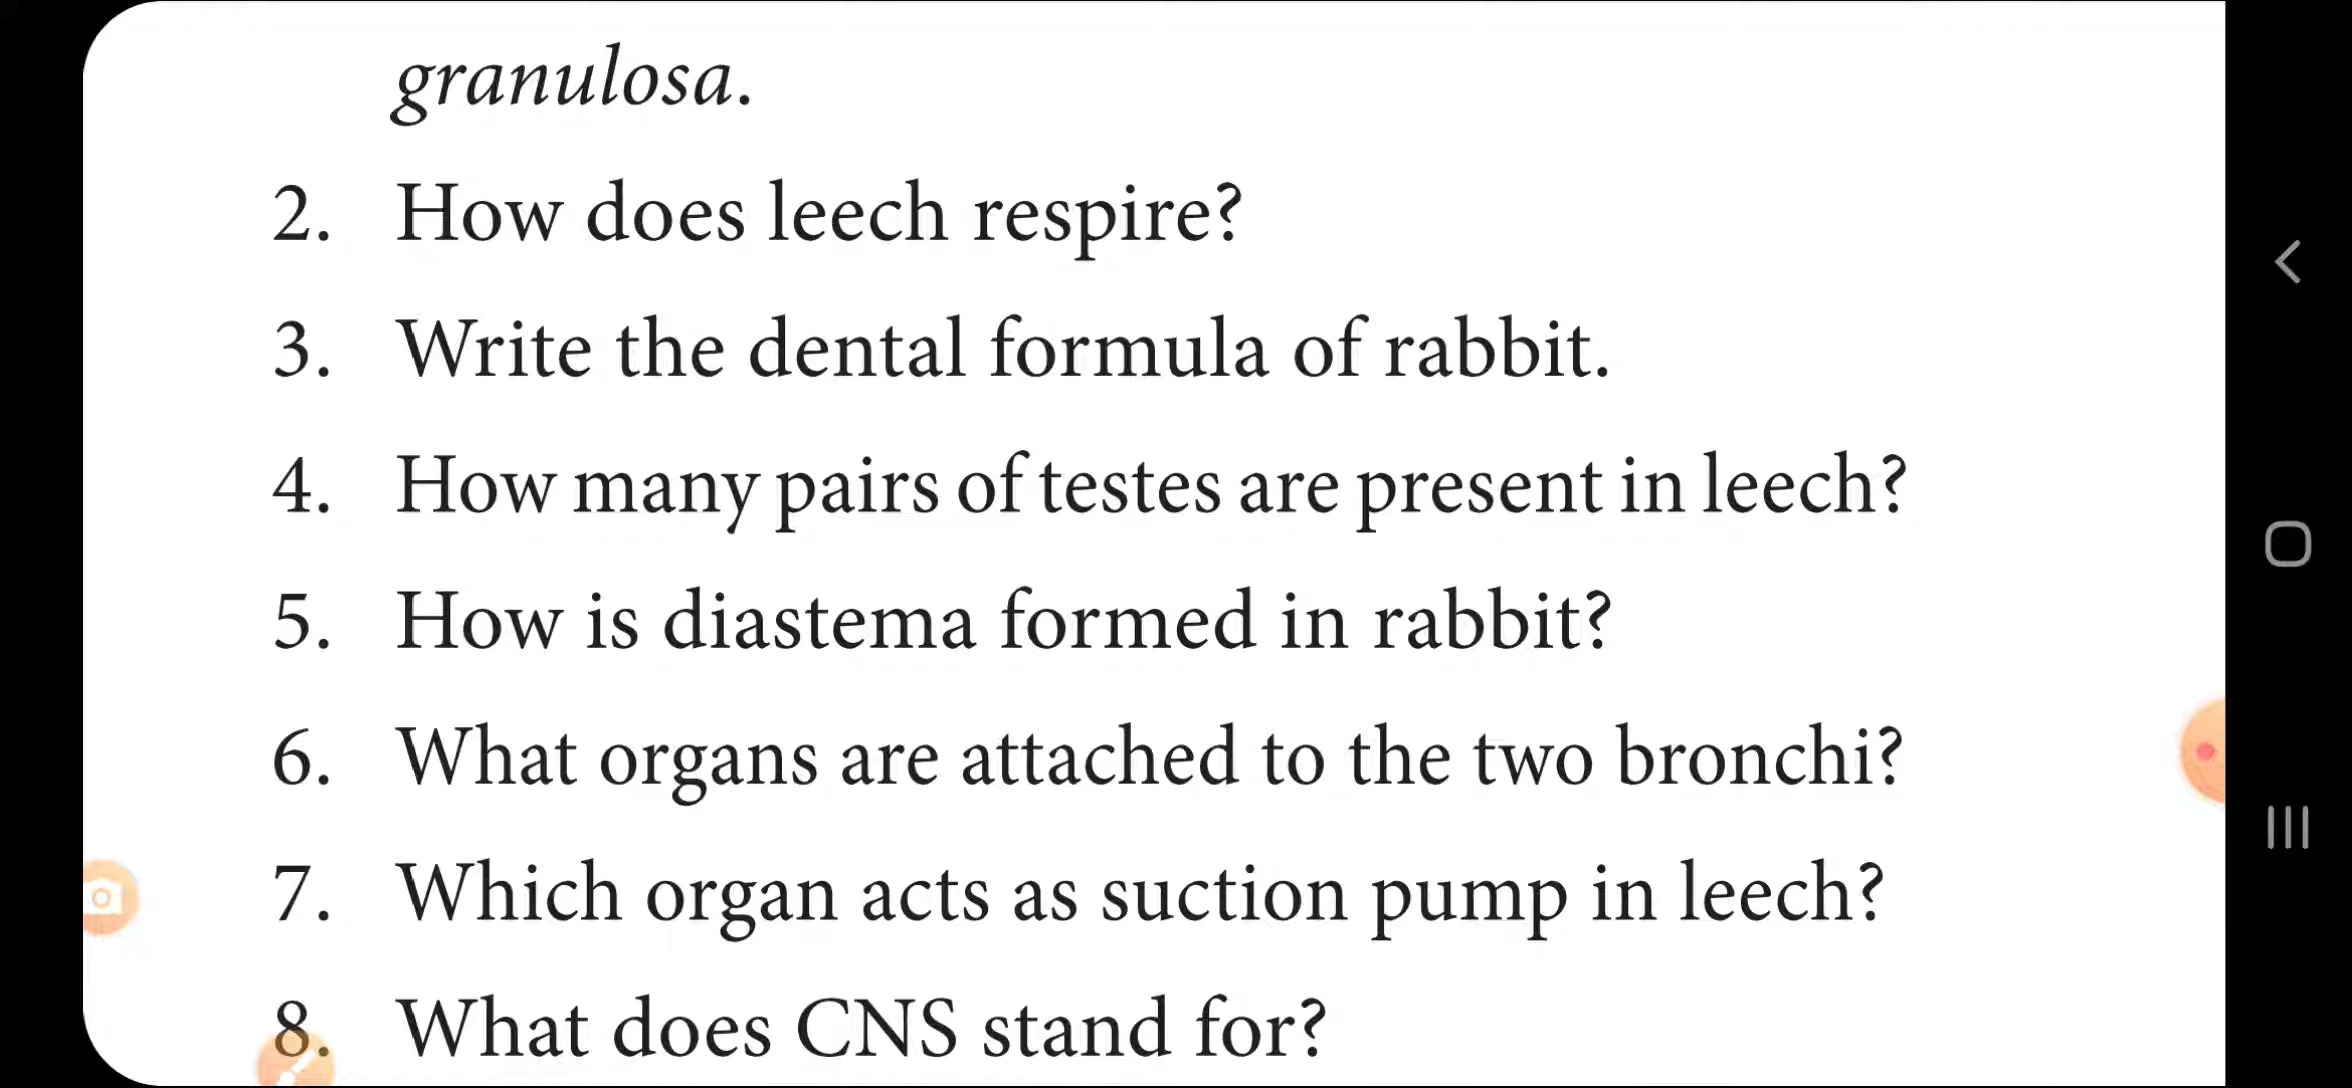 granulosa.
2. How does leech respire?
3. Write the dental formula of rabbit.
4. How many pairs of testes are present in leech?
5. How is diastema formed in rabbit?
6. What organs are attached to the two bronchi?
7. Which organ acts as suction pump in leech?
8. What does CNS stand for?